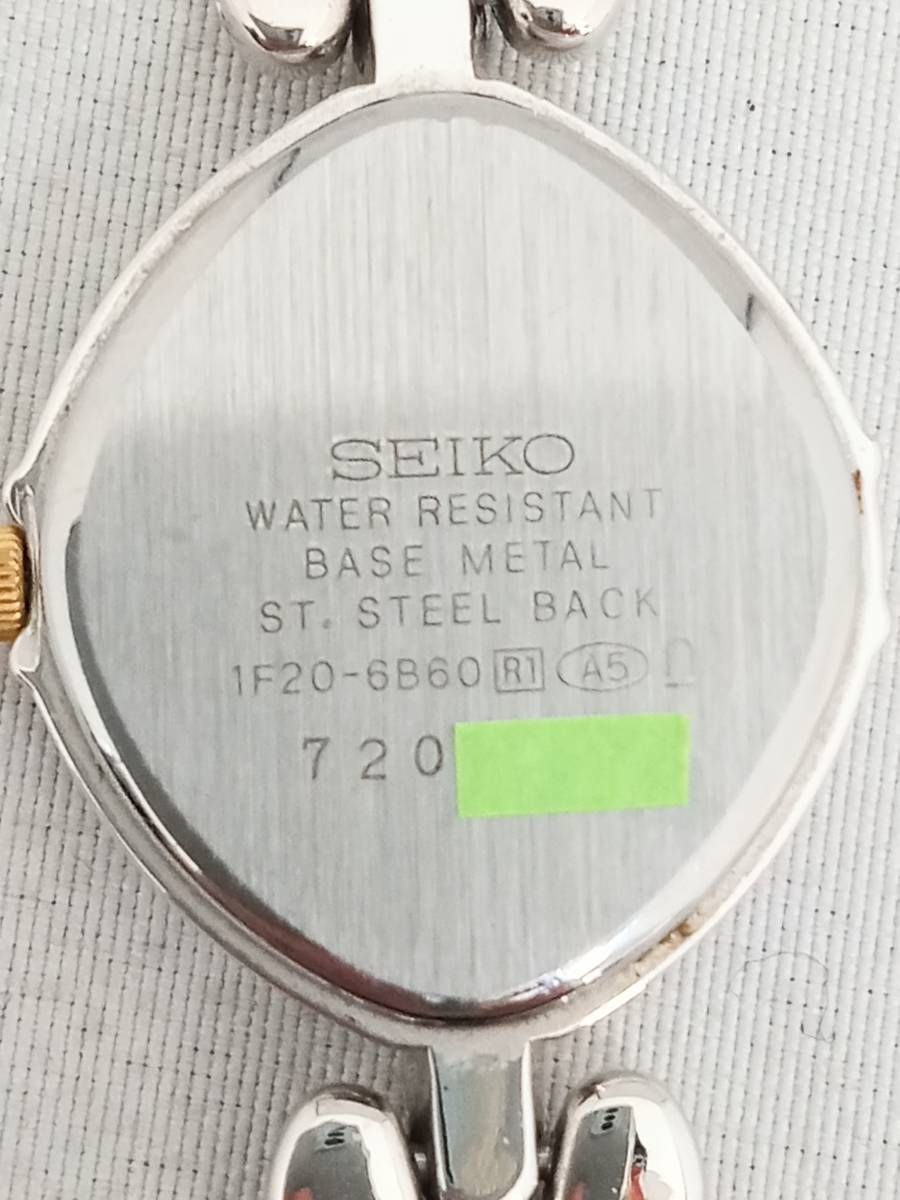 SEIKO
WATER RESISTANT
BASE METAL
ST. STEEL BACK
1F20-6B60 R1 A5 Ω
720